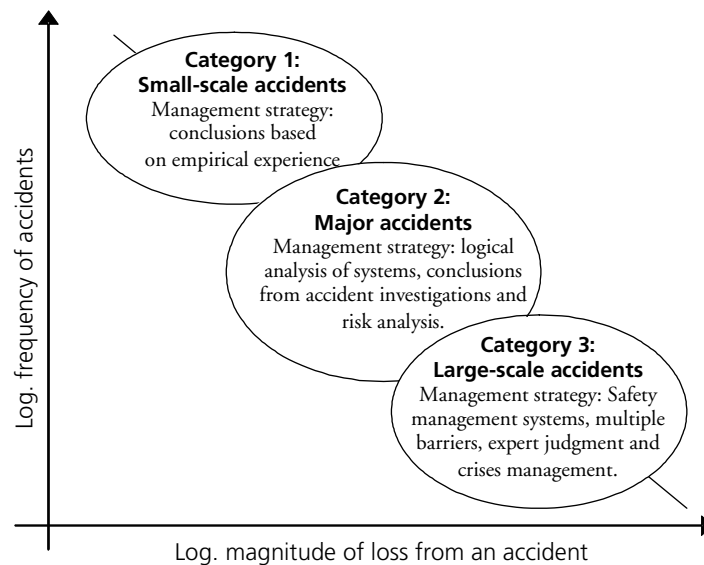 Category 1:
Small-scale accidents
Management strategy:
conclusions based
on empirical experience
Category 2:
Major accidents
Management strategy: logical
analysis of systems, conclusions
from accident investigations and
risk analysis.
Category 3:
Large-scale accidents
Management strategy: Safety
management systems, multiple
barriers, expert judgment and
crises management.
Log. frequency of accidents
Log. magnitude of loss from an accident